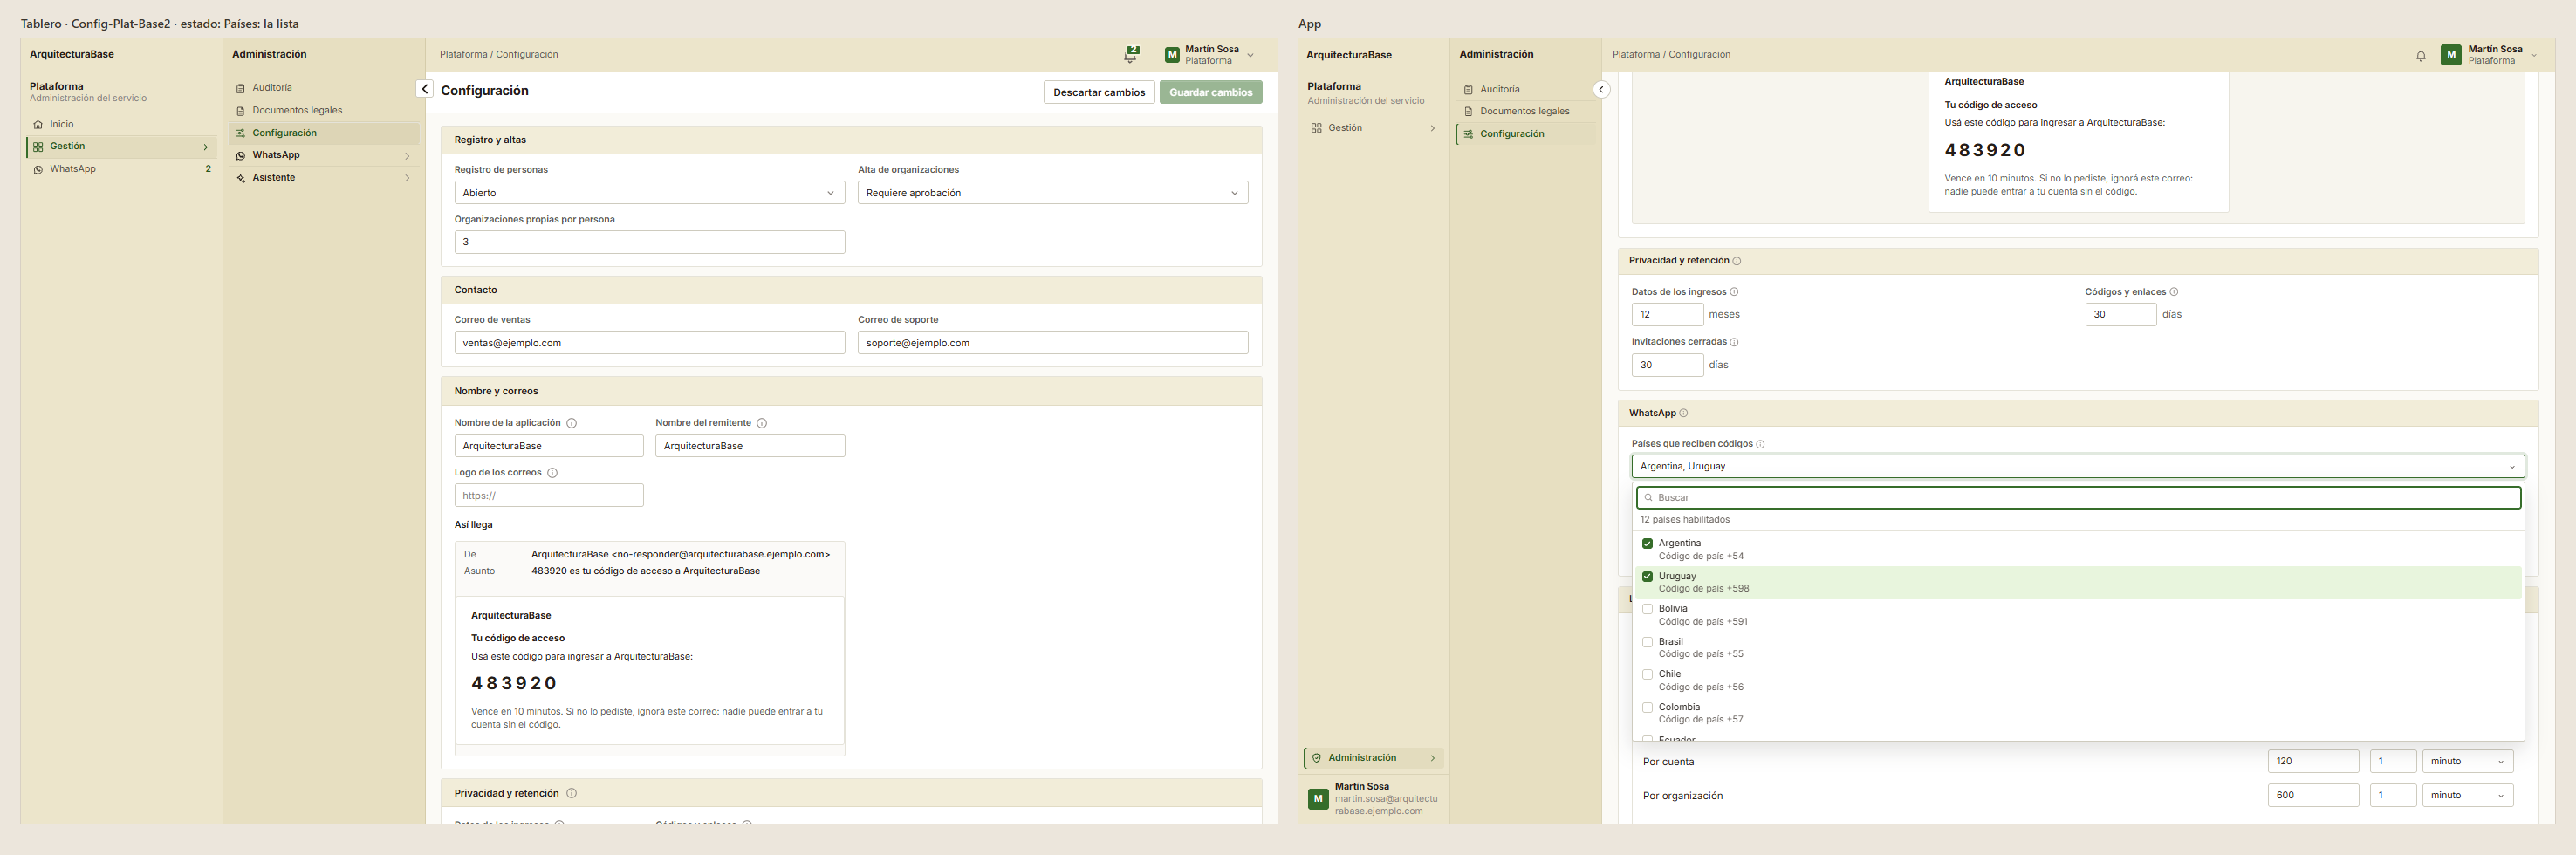 Tablero · Config-Plat-Base2 · estado: Países: la lista
ArquitecturaBase
Plataforma
Administración del servicio
Inicio
Gestión
WhatsApp 2
Administración
Auditoría
Documentos legales
Configuración
WhatsApp
Asistente
Plataforma / Configuración
2
M
Martín Sosa
Plataforma
Configuración
Descartar cambios
Guardar cambios
Registro y altas
Registro de personas
Alta de organizaciones
Abierto
Requiere aprobación
Organizaciones propias por persona
3
Contacto
Correo de ventas
Correo de soporte
ventas@ejemplo.com
soporte@ejemplo.com
Nombre y correos
Nombre de la aplicación
Nombre del remitente
ArquitecturaBase
ArquitecturaBase
Logo de los correos
https://
Así llega
De ArquitecturaBase <no-responder@arquitecturabase.ejemplo.com>
Asunto 483920 es tu código de acceso a ArquitecturaBase
ArquitecturaBase
Tu código de acceso
Usá este código para ingresar a ArquitecturaBase:
483920
Vence en 10 minutos. Si no lo pediste, ignorá este correo: nadie puede entrar a tu
cuenta sin el código.
Privacidad y retención
Datos de los ingresos
Códigos y enlaces
App
ArquitecturaBase
Plataforma
Administración del servicio
Gestión
Administración
M
Martín Sosa
martin.sosa@arquitectu
rabase.ejemplo.com
Administración
Auditoría
Documentos legales
Configuración
Plataforma / Configuración
M
Martín Sosa
Plataforma
ArquitecturaBase
Tu código de acceso
Usá este código para ingresar a ArquitecturaBase:
483920
Vence en 10 minutos. Si no lo pediste, ignorá este correo:
nadie puede entrar a tu cuenta sin el código.
Privacidad y retención
Datos de los ingresos
Códigos y enlaces
12 meses
30 días
Invitaciones cerradas
30 días
WhatsApp
Países que reciben códigos
Argentina, Uruguay
Buscar
12 países habilitados
Argentina
Código de país +54
Uruguay
Código de país +598
Bolivia
Código de país +591
Brasil
Código de país +55
Chile
Código de país +56
Colombia
Código de país +57
Ecuador
Por cuenta 120 1 minuto
Por organización 600 1 minuto